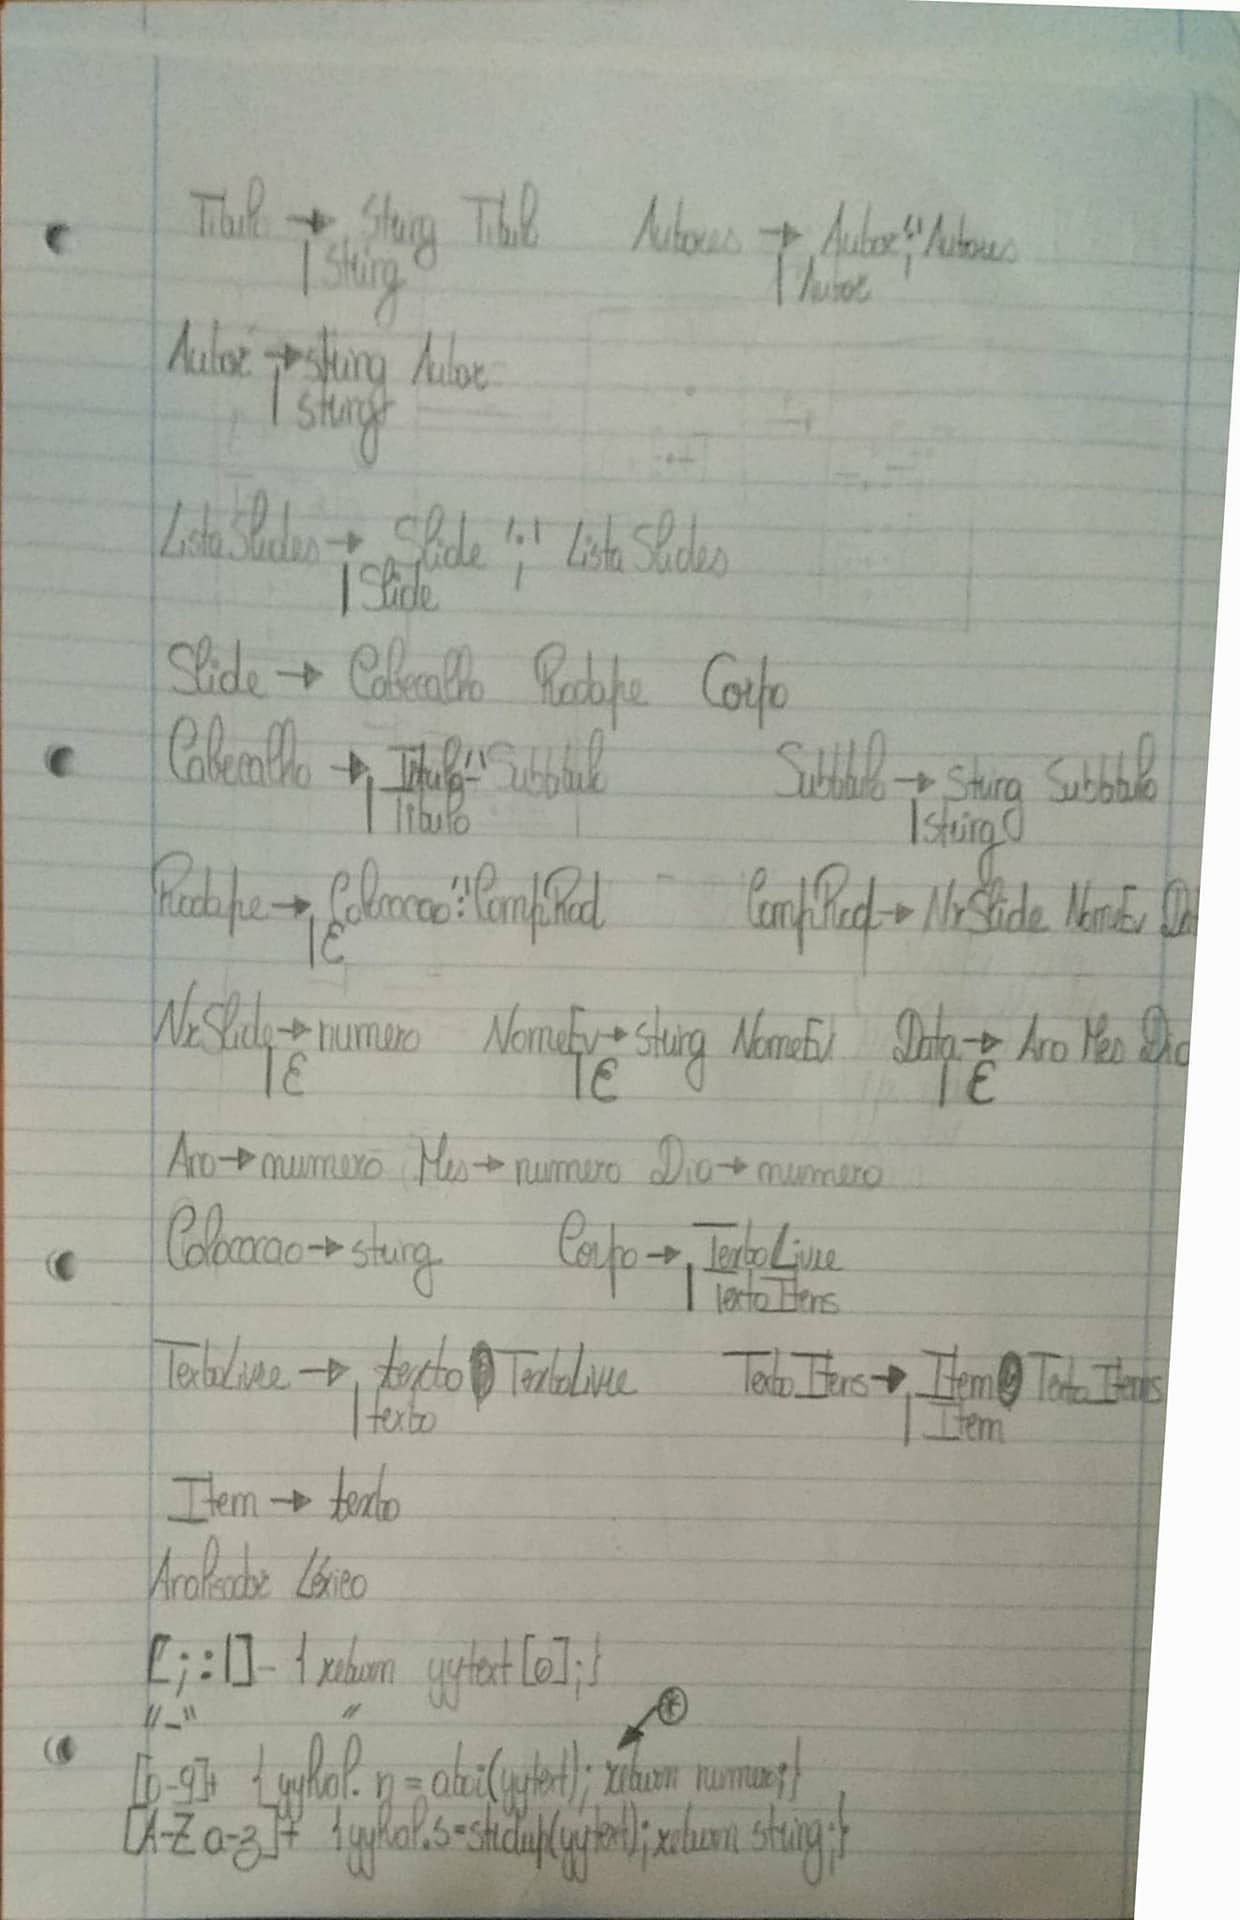 Titulo → String Titulo Autores → Autor ';' Autores
| String | Autor
Autor → string Autor
| string
ListaSlides → Slide ';' ListaSlides
| Slide
Slide → Cabecalho Rodape Corpo
Cabecalho → Titulo '-' Subtitulo Subtitulo → String Subtitulo
| Titulo | string
Rodape → Colocacao ':' CompRod CompRod → NrSlide NomeEv Da
| ε
NrSlide → numero NomeEv → string NomeEv Data → Ano Mes Dia
| ε | ε | ε
Ano → numero Mes → numero Dia → numero
Colocacao → string Corpo → TextoLivre
| TextoItens
TextoLivre → texto TextoLivre TextoItens → Item TextoItens
| texto | Item
Item → texto
Analisador Léxico
[;:|] - { return yytext[0]; }
"-" "
[0-9]+ { yylval.n = atoi(yytext); return numero; }
[A-Z a-z]+ { yylval.s = strdup(yytext); return string; }